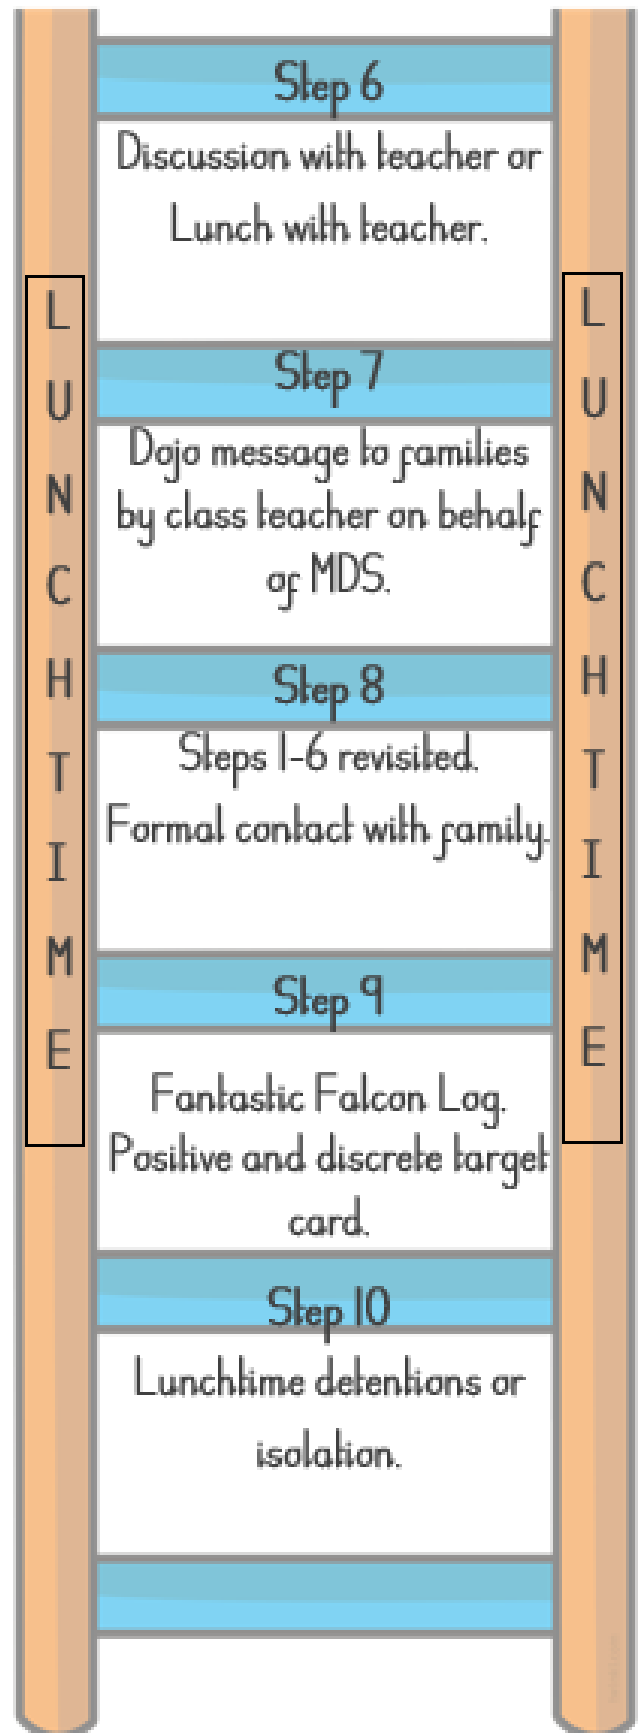 Step 6
Discussion with teacher or
Lunch with teacher.
Step 7
Dojo message to families
by class teacher on behalf
of MDS.
Step 8
Steps 1-6 revisited.
Formal contact with family.
Step 9
Fantastic Falcon Log.
Positive and discrete target
card.
Step 10
Lunchtime detentions or
isolation.
L
U
N
C
H
T
I
M
E
L
U
N
C
H
T
I
M
E